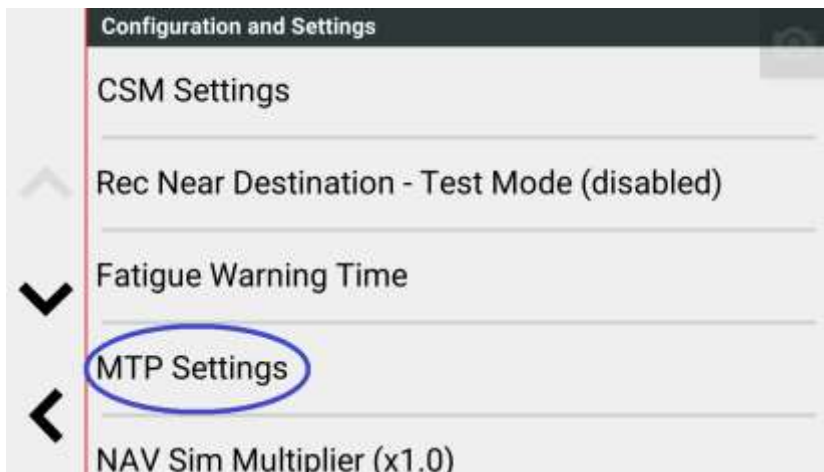 Configuration and Settings
CSM Settings
Rec Near Destination - Test Mode (disabled)
Fatigue Warning Time
MTP Settings
NAV Sim Multiplier (x1.0)